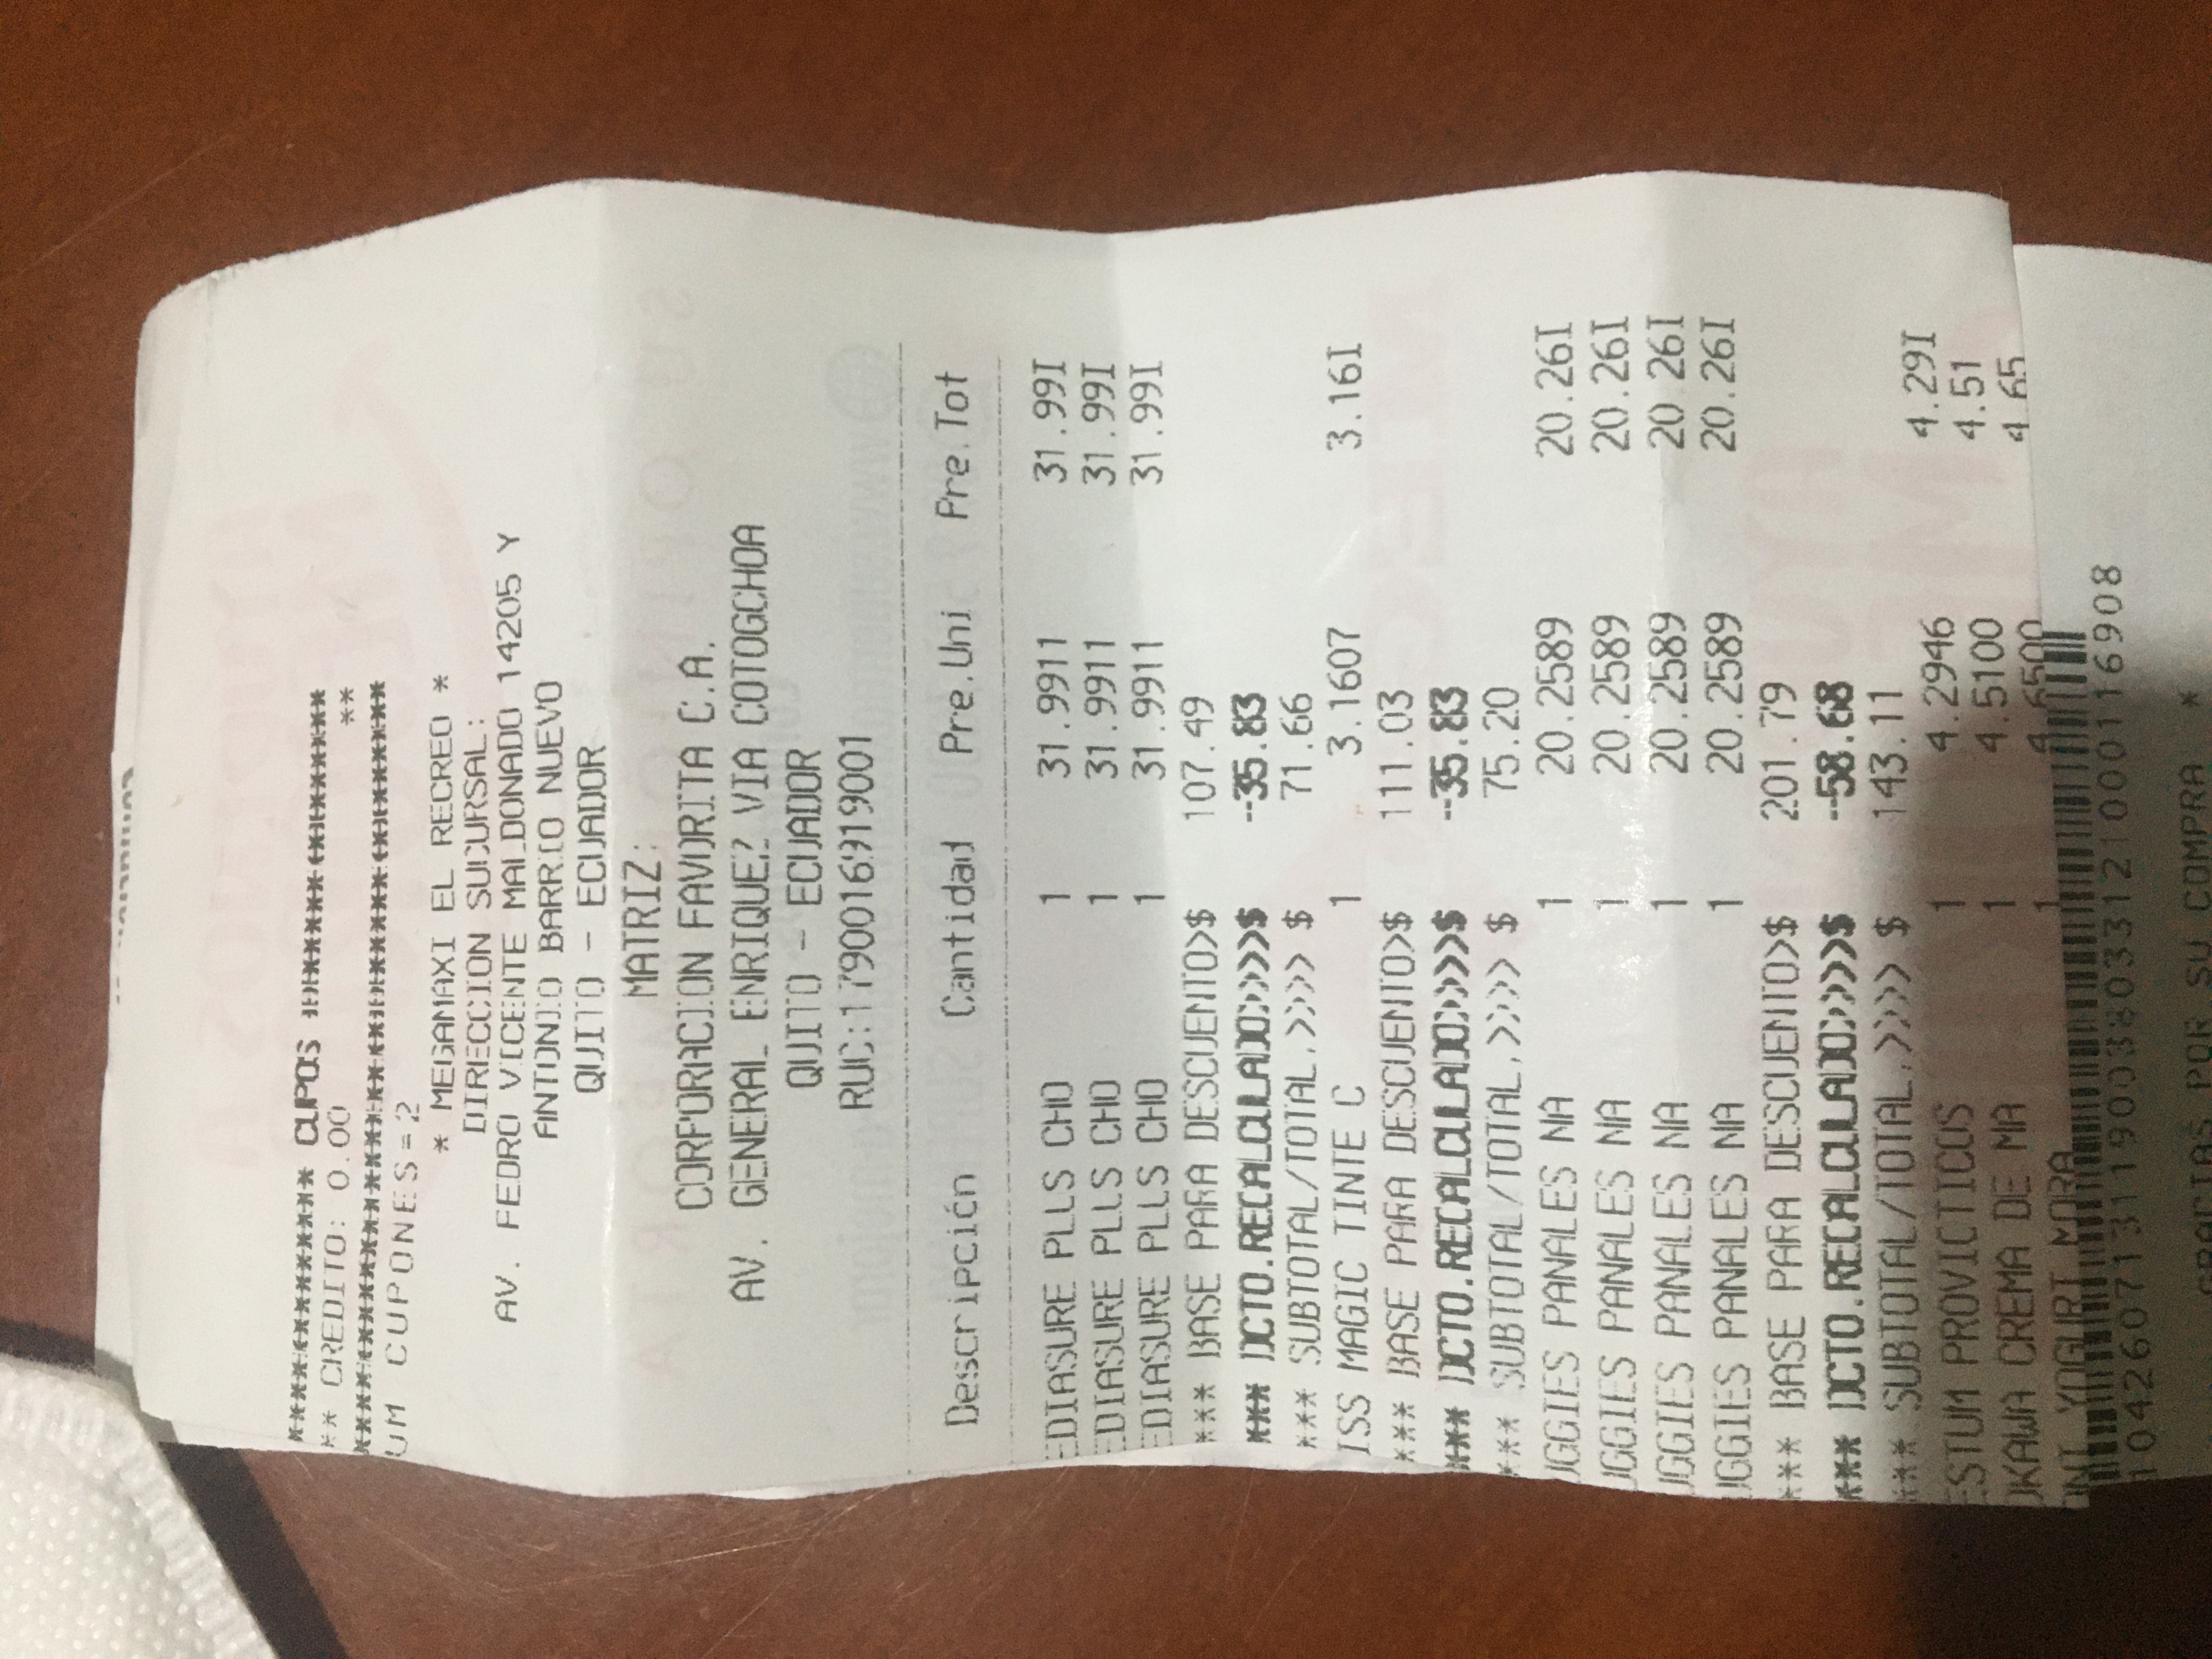 ************** CUPOS ******************
** CREDITO: 0.00 **
****************************************
UM CUPONES=2
* MEGAMAXI EL RECREO *
DIRECCION SUCURSAL:
AV. PEDRO VICENTE MALDONADO 14205 Y
ANTONIO BARRIO NUEVO
QUITO - ECUADOR
MATRIZ:
CORPORACION FAVORITA C.A.
AV. GENERAL ENRIQUEZ VIA COTOGCHOA
QUITO - ECUADOR
RUC:1790016919001
Descripción Cantidad Pre.Uni Pre.Tot
EDIASURE PLUS CHO 1 31.9911 31.99I
EDIASURE PLUS CHO 1 31.9911 31.99I
EDIASURE PLUS CHO 1 31.9911 31.99I
*** BASE PARA DESCUENTO>$ 107.49
*** DCTO.RECALCULADO>>>>$ -35.83
*** SUBTOTAL/TOTAL.>>>> $ 71.66
ISS MAGIC TINTE C 1 3.1607 3.16I
*** BASE PARA DESCUENTO>$ 111.03
*** DCTO.RECALCULADO>>>>$ -35.83
*** SUBTOTAL/TOTAL.>>>> $ 75.20
UGGIES PANALES NA 1 20.2589 20.26I
UGGIES PANALES NA 1 20.2589 20.26I
UGGIES PANALES NA 1 20.2589 20.26I
UGGIES PANALES NA 1 20.2589 20.26I
*** BASE PARA DESCUENTO>$ 201.79
*** DCTO.RECALCULADO>>>>$ -58.68
*** SUBTOTAL/TOTAL.>>>> $ 143.11
ESTUM PROVICTICOS 1 4.2946 4.29I
OKAWA CREMA DE MA 1 4.5100 4.51
ONI YOGURT MORA 1 4.6500 4.65
10426071311900380331210001 16908
GRACIAS POR SU COMPRA *